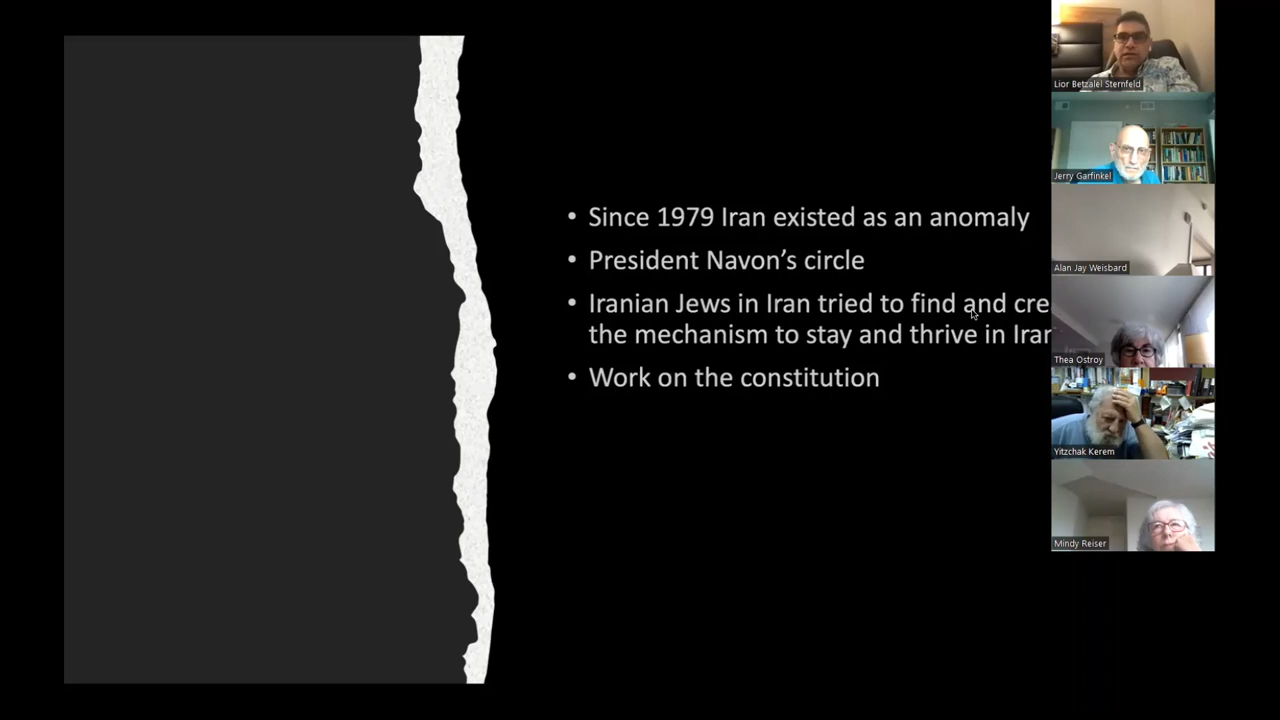 • Since 1979 Iran existed as an anomaly
• President Navon's circle
• Iranian Jews in Iran tried to find and cre
the mechanism to stay and thrive in Iran
• Work on the constitution
Lior Betzalel Sternfeld
Jerry Garfinkel
Alan Jay Weisbard
Thea Ostroy
Yitzchak Kerem
Mindy Reiser